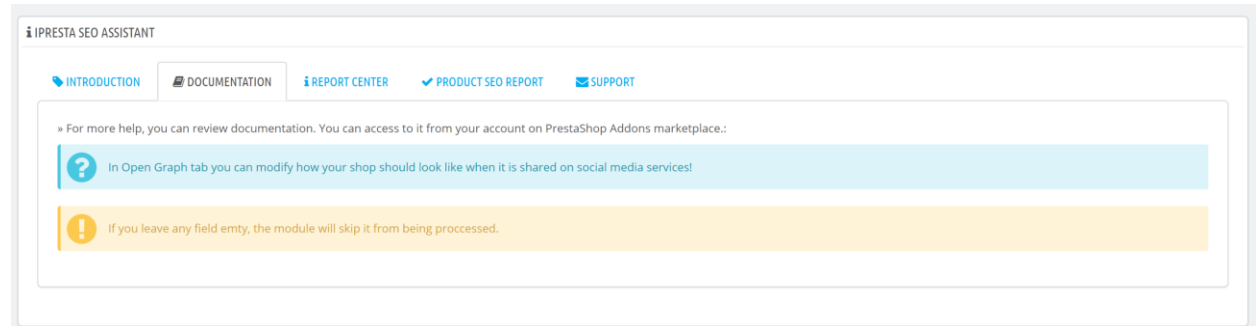 IPRESTA SEO ASSISTANT
INTRODUCTION
DOCUMENTATION
REPORT CENTER
PRODUCT SEO REPORT
SUPPORT
» For more help, you can review documentation. You can access to it from your account on PrestaShop Addons marketplace.:
In Open Graph tab you can modify how your shop should look like when it is shared on social media services!
If you leave any field emty, the module will skip it from being proccessed.